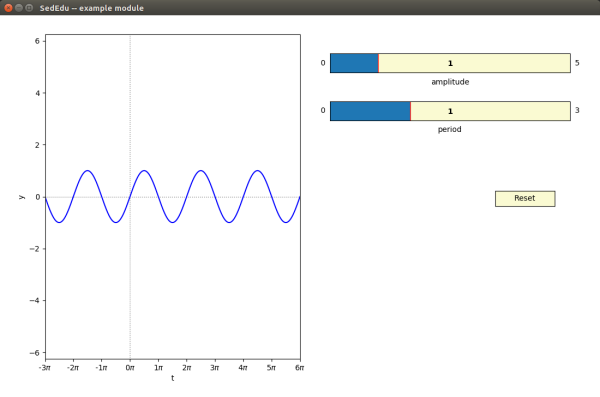 SedEdu -- example module
6
4
2
0
−2
−4
−6
y
-3π -2π -1π 0π 1π 2π 3π 4π 5π 6π
t
0 1 5
amplitude
0 1 3
period
Reset